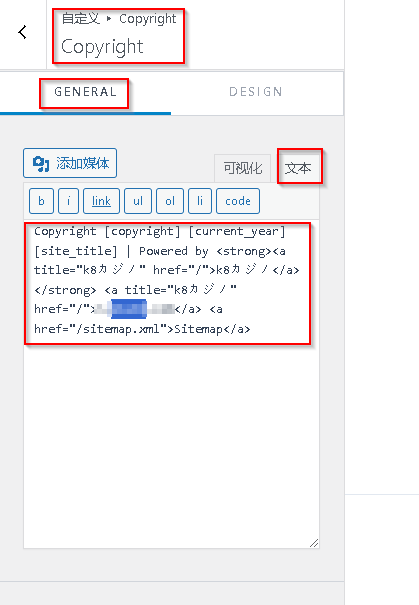 自定义 ▸ Copyright
Copyright
GENERAL DESIGN
添加媒体
可视化 文本
b i link ul ol li code
Copyright [copyright] [current_year]
[site_title] | Powered by <strong><a
title="k8カジノ" href="/">k8カジノ</a>
</strong> <a title="k8カジノ"
href="/"></a> <a
href="/sitemap.xml">Sitemap</a>